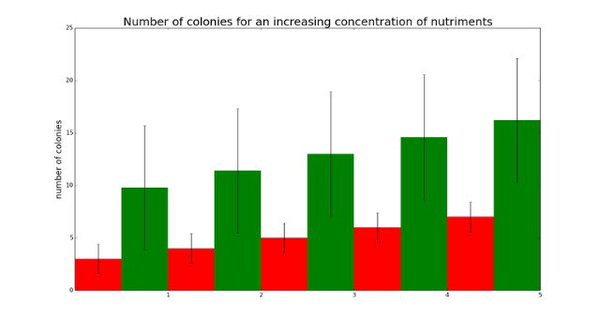 Number of colonies for an increasing concentration of nutriments
25
20
15
10
5
0
number of colonies
1 2 3 4 5